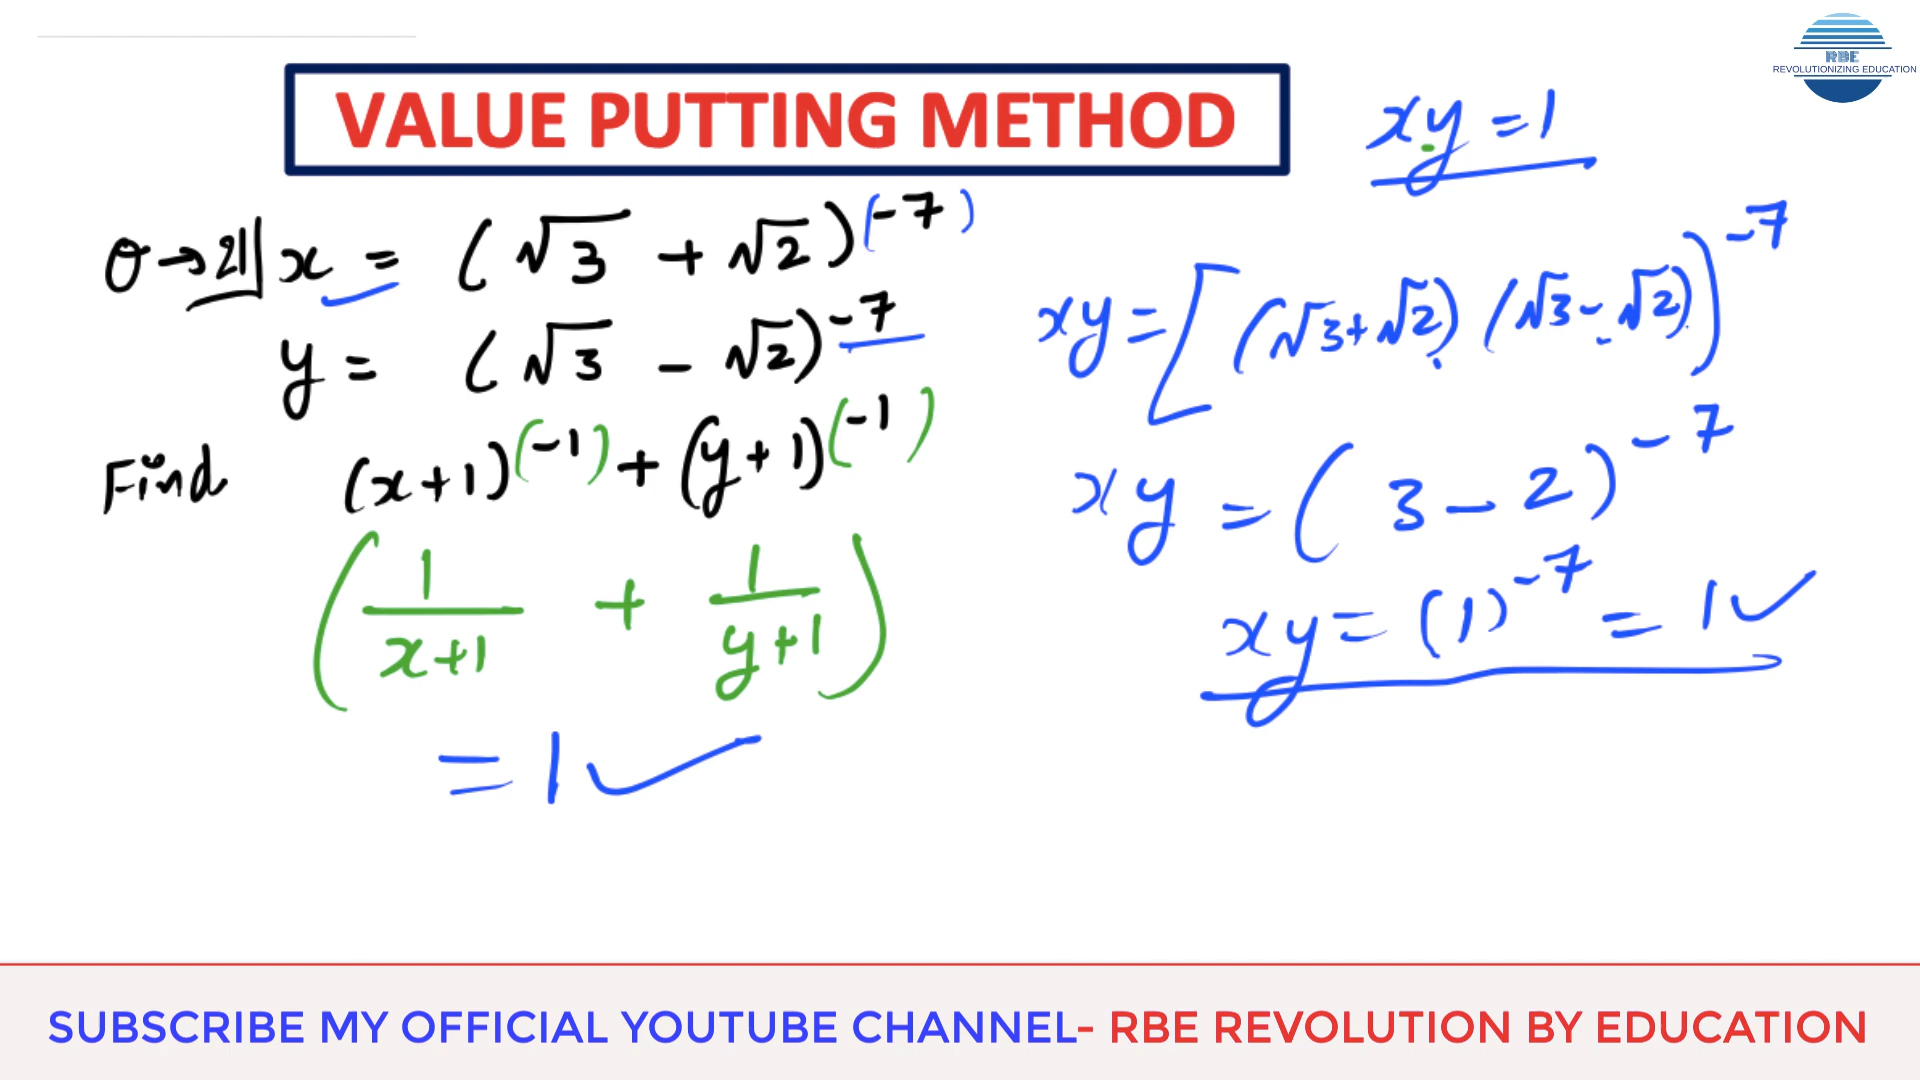 RBE
REVOLUTIONIZING EDUCATION
VALUE PUTTING METHOD
xy = 1
Q→21|| x = (√3 + √2)^(-7)
y = (√3 - √2)^-7
Find (x+1)^(-1) + (y+1)^(-1)
(1/(x+1) + 1/(y+1))
= 1 ✓
xy = [(√3+√2) (√3-√2)]^-7
xy = (3 - 2)^-7
xy = (1)^-7 = 1 ✓
SUBSCRIBE MY OFFICIAL YOUTUBE CHANNEL- RBE REVOLUTION BY EDUCATION